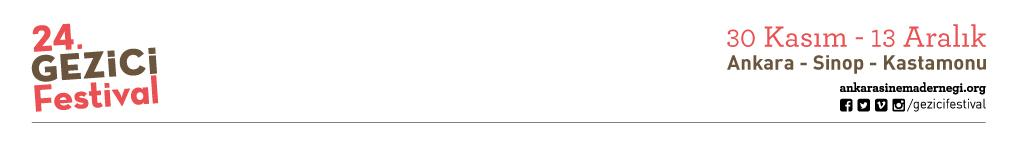 24.
GEZiCi
Festival
30 Kasım - 13 Aralık
Ankara - Sinop - Kastamonu
ankarasinemadernegi.org
/gezicifestival